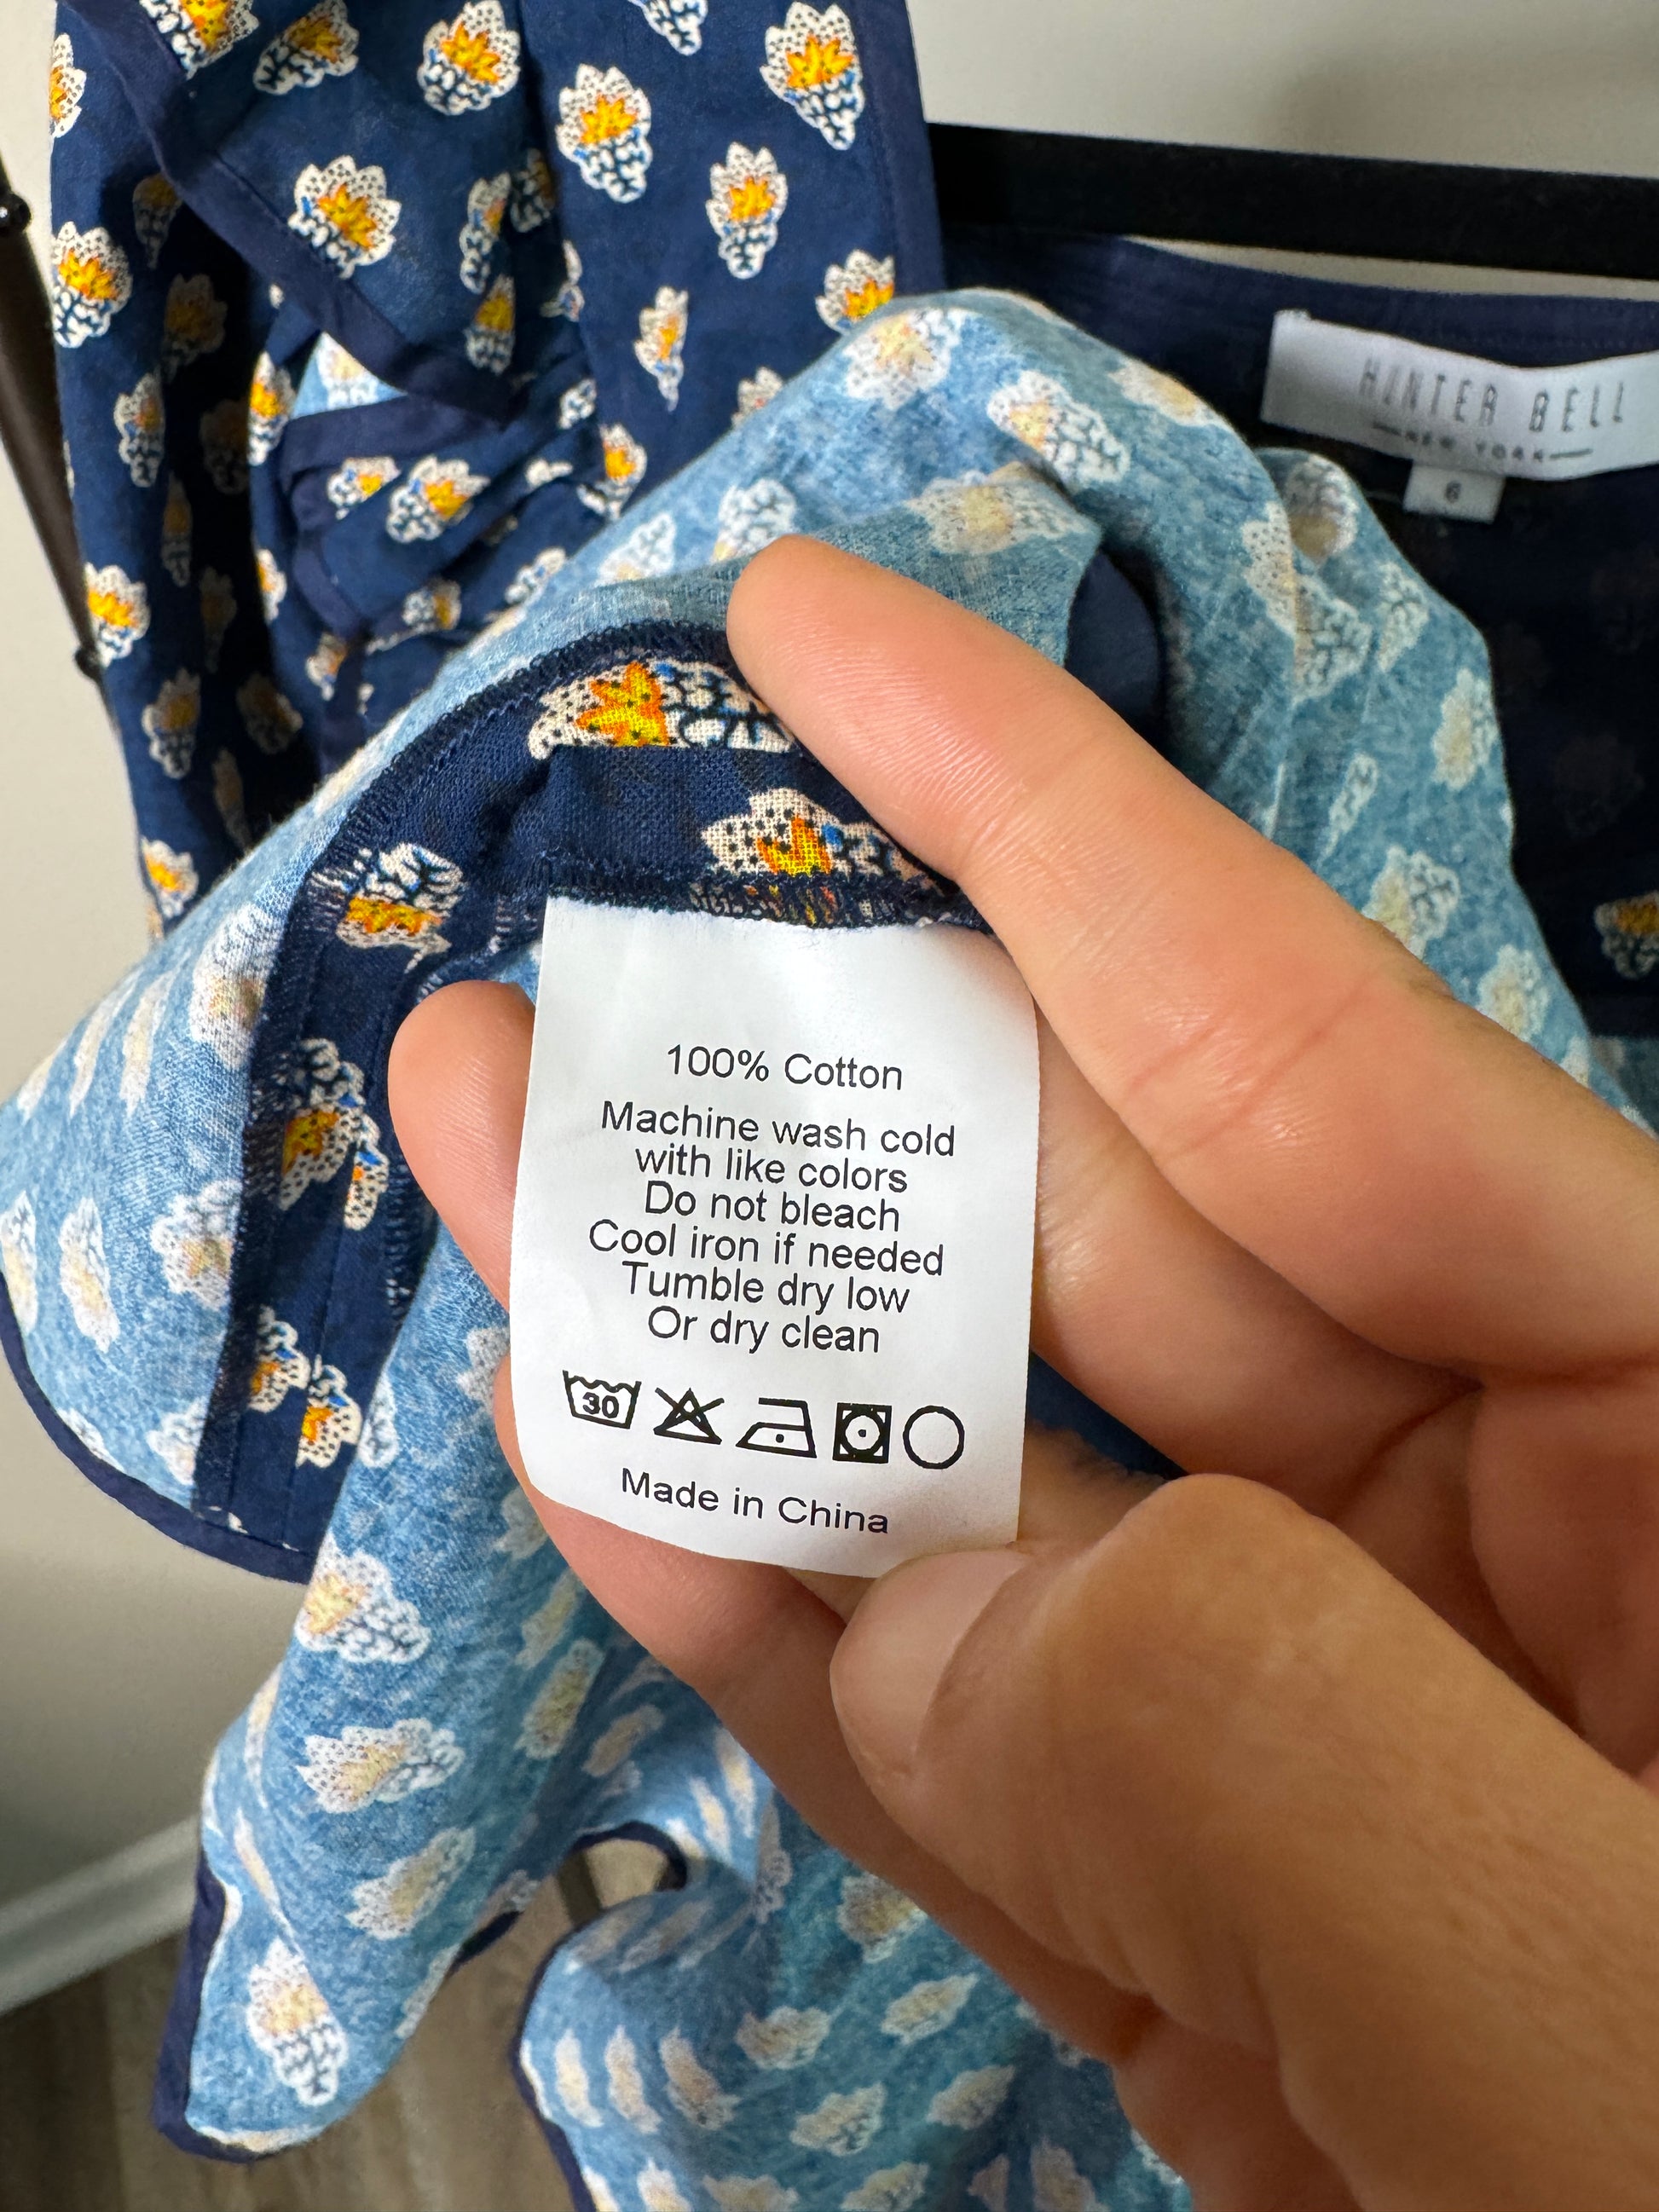 HUNTER BELL
NEW YORK
6
100% Cotton
Machine wash cold
with like colors
Do not bleach
Cool iron if needed
Tumble dry low
Or dry clean
30
Made in China